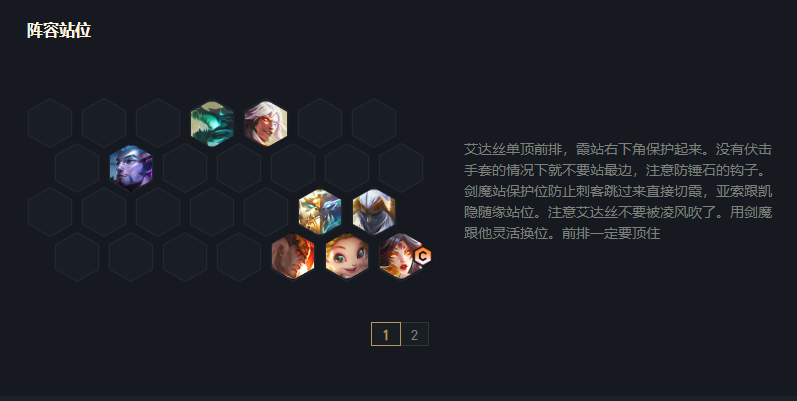 阵容站位
艾达丝单顶前排，霞站右下角保护起来。没有伏击
手套的情况下就不要站最边，注意防锤石的钩子。
剑魔站保护位防止刺客跳过来直接切霞，亚索跟凯
隐随缘站位。注意艾达丝不要被凌风吹了。用剑魔
跟他灵活换位。前排一定要顶住
C
1 2